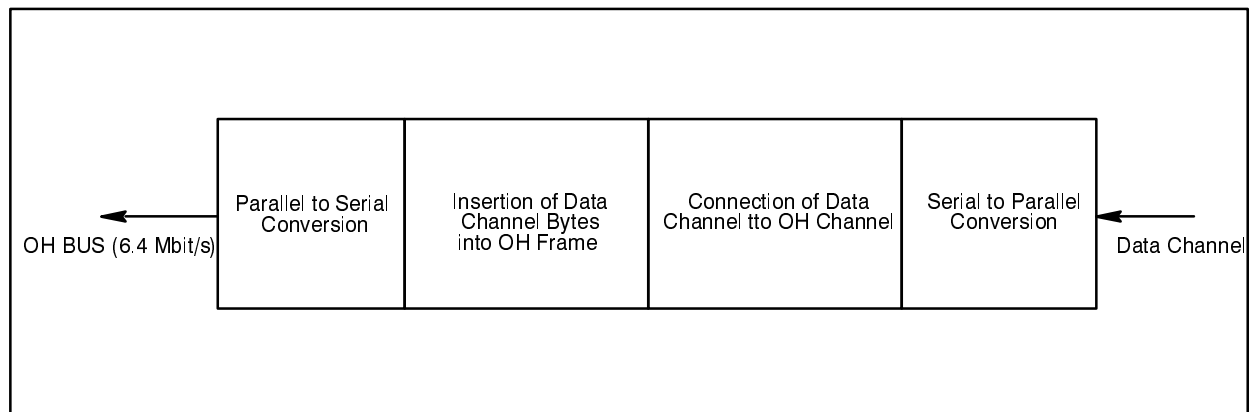 OH BUS (6.4 Mbit/s)
Parallel to Serial
Conversion
Insertion of Data
Channel Bytes
into OH Frame
Connection of Data
Channel tto OH Channel
Serial to Parallel
Conversion
Data Channel